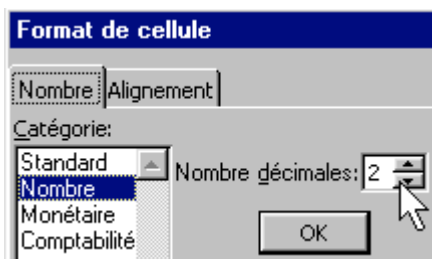 Format de cellule
Nombre Alignement
Catégorie:
Standard
Nombre
Monétaire
Comptabilité
Nombre décimales: 2
OK